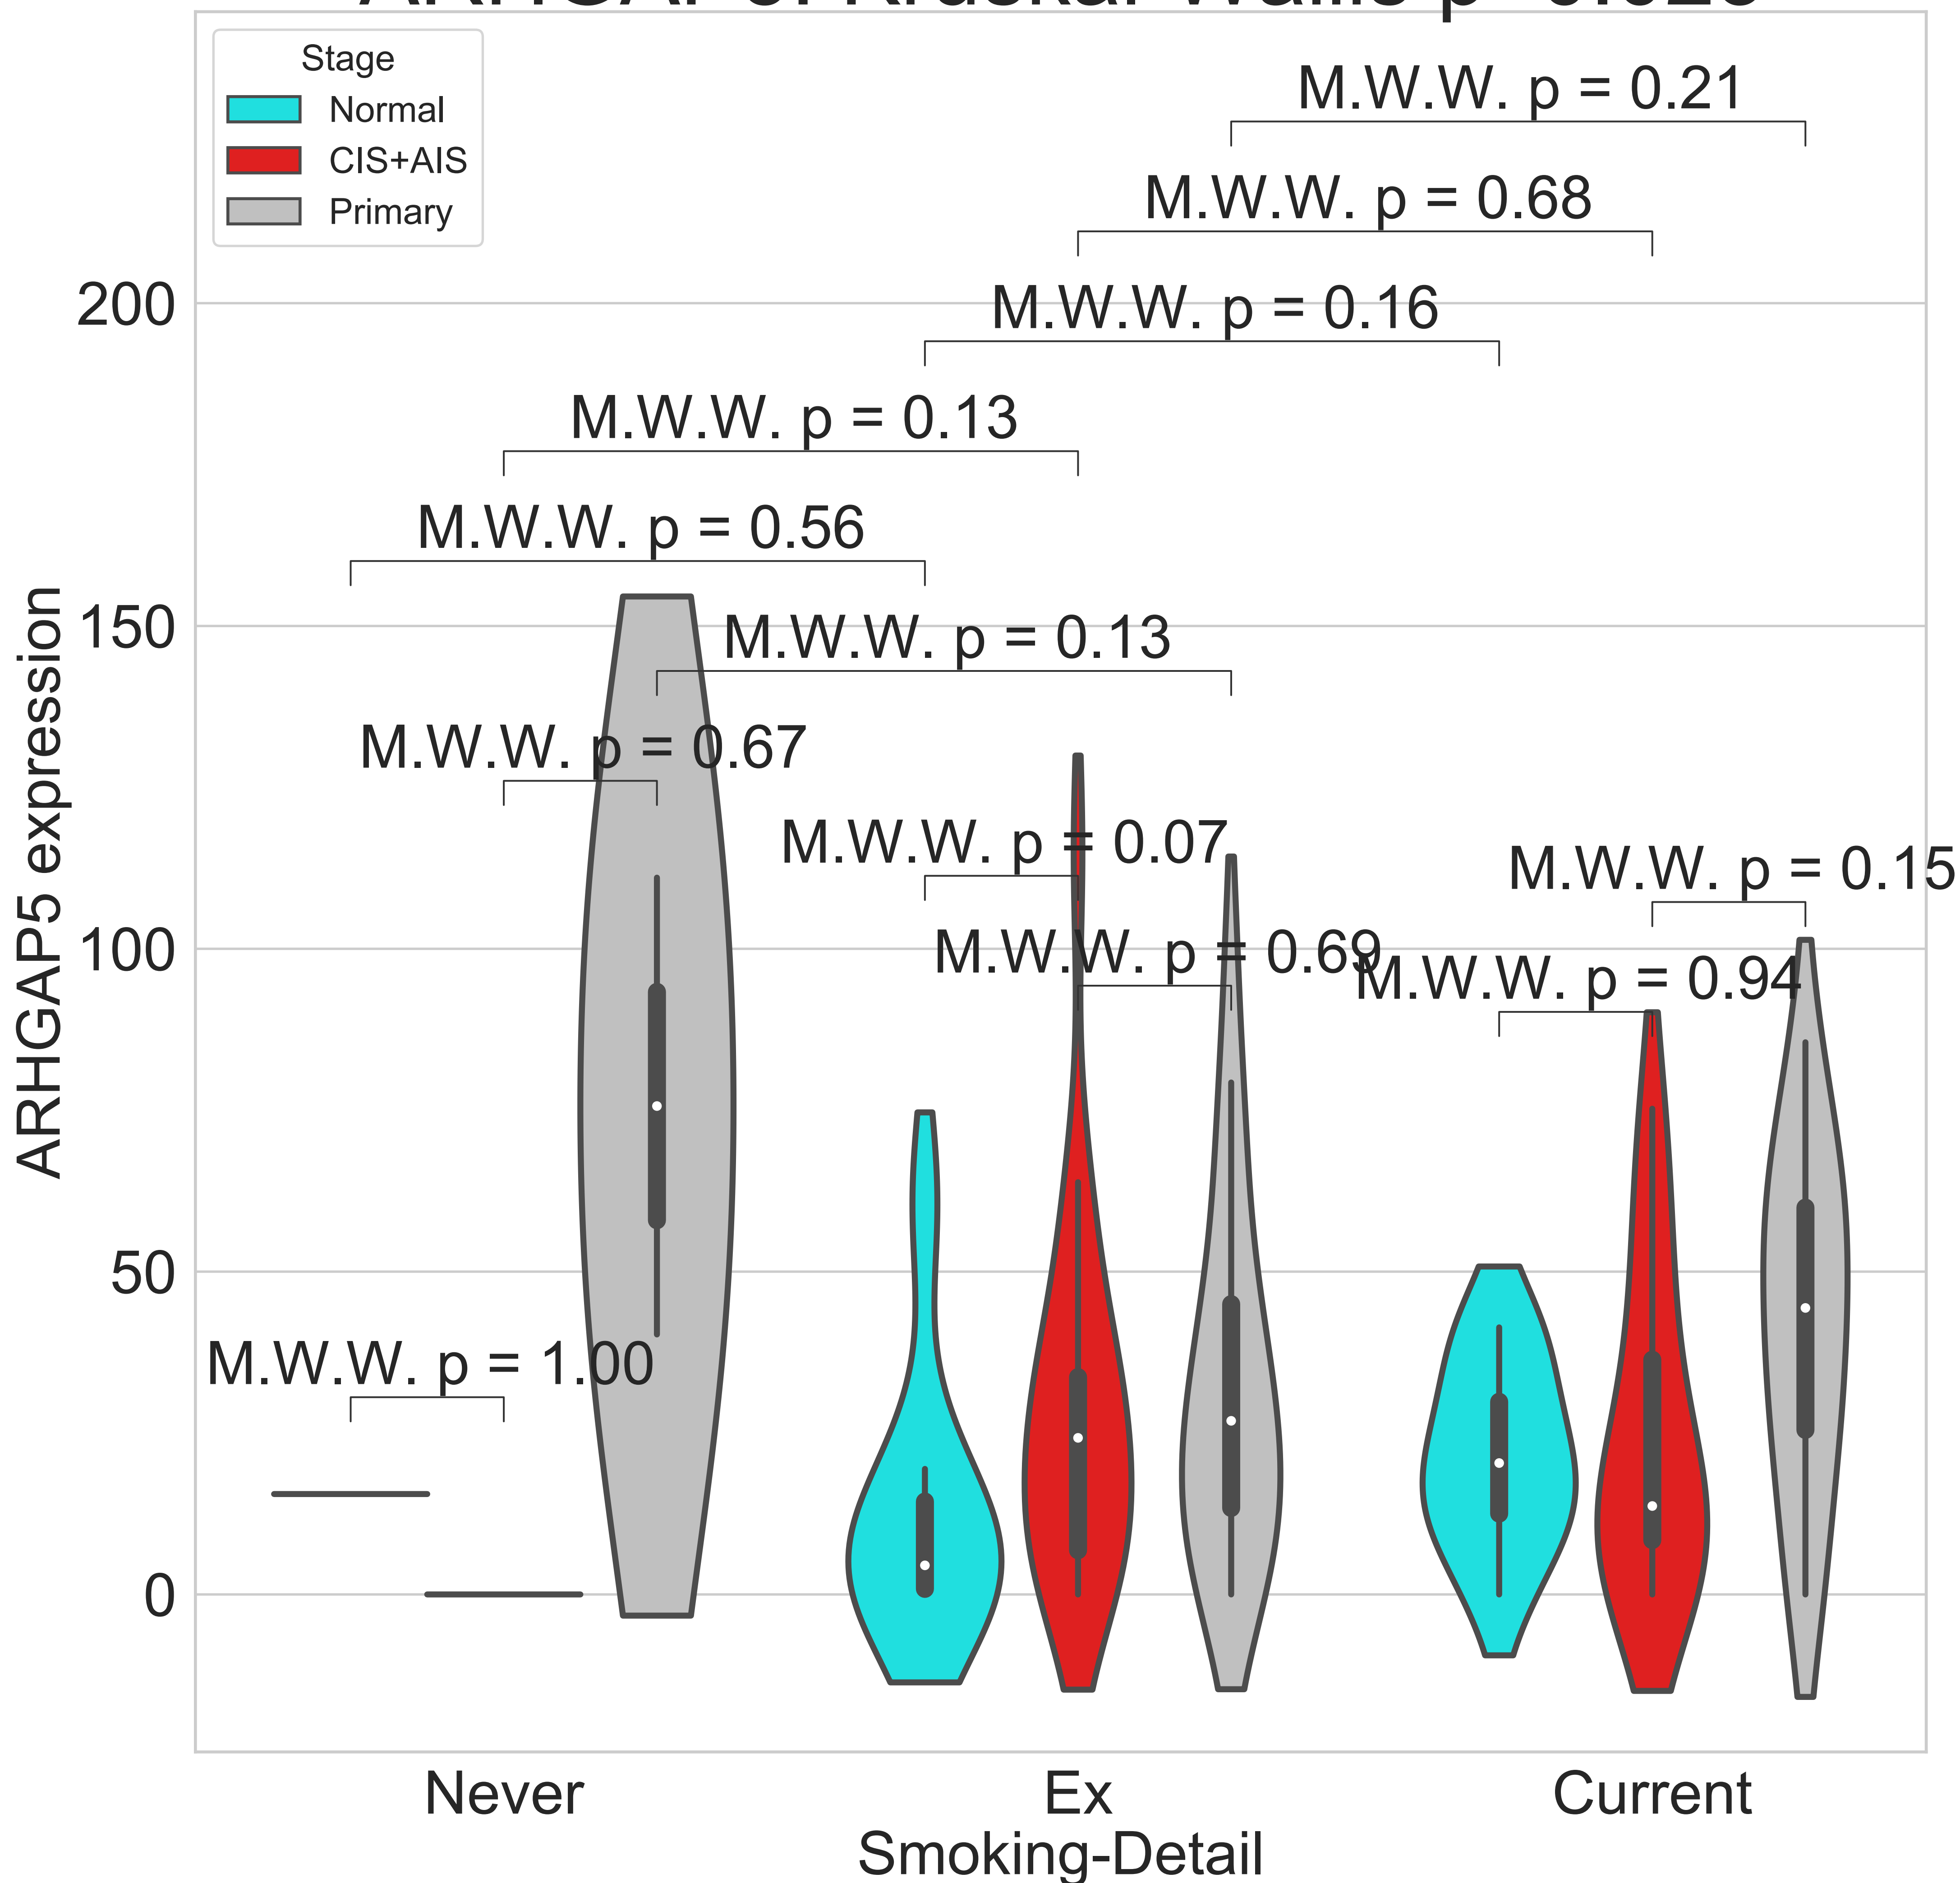 Stage
Normal
CIS+AIS
Primary
M.W.W. p = 0.21
M.W.W. p = 0.68
M.W.W. p = 0.16
M.W.W. p = 0.13
M.W.W. p = 0.56
M.W.W. p = 0.13
M.W.W. p = 0.67
M.W.W. p = 0.07
M.W.W. p = 0.15
M.W.W. p = 0.69
M.W.W. p = 0.94
M.W.W. p = 1.00
200
150
100
50
0
ARHGAP5 expression
Never
Ex
Current
Smoking-Detail